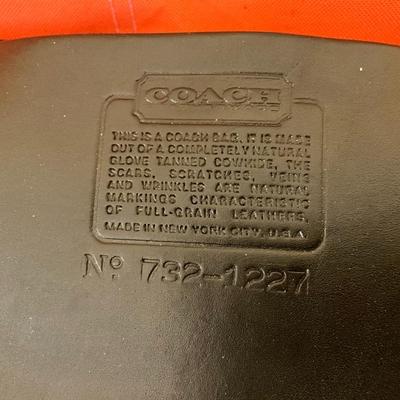 COACH
THIS IS A COACH BAG. IT IS MADE
OUT OF A COMPLETELY NATURAL
GLOVE TANNED COWHIDE, THE
SCARS, SCRATCHES, VEINS
AND WRINKLES ARE NATURAL
MARKINGS CHARACTERISTIC
OF FULL-GRAIN LEATHERS.
MADE IN NEW YORK CITY, U.S.A.
Nº 732-1227